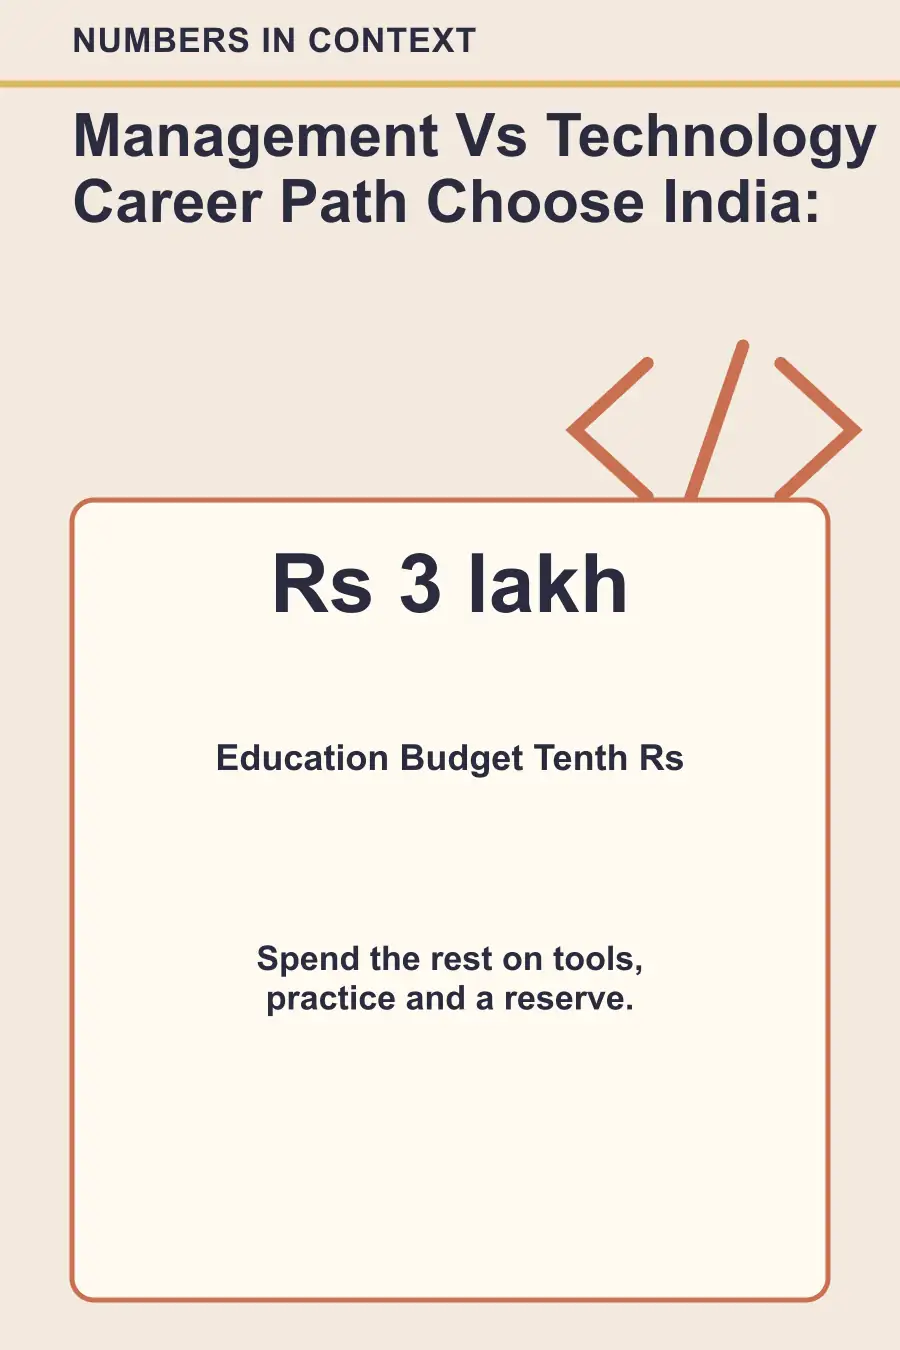 NUMBERS IN CONTEXT
Management Vs Technology
Career Path Choose India:
Rs 3 lakh
Education Budget Tenth Rs
Spend the rest on tools,
practice and a reserve.